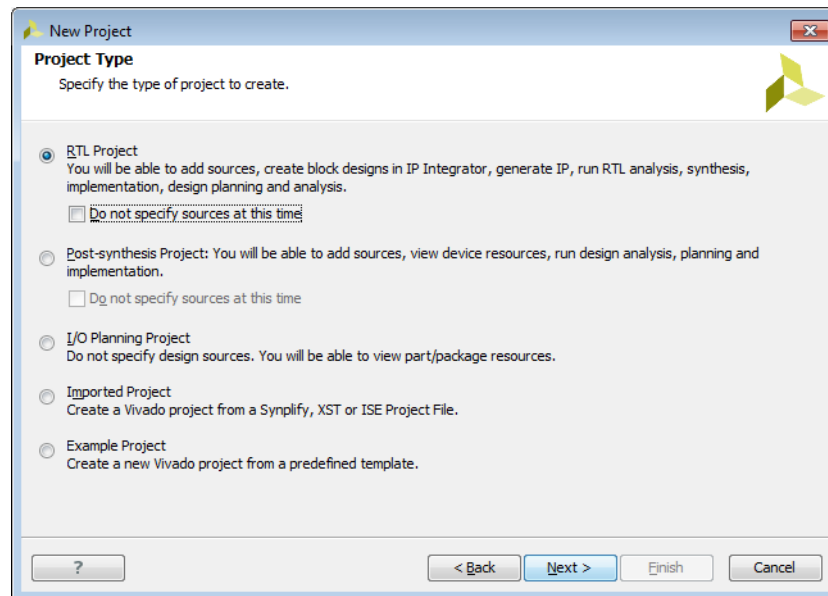 New Project
Project Type
Specify the type of project to create.
RTL Project
You will be able to add sources, create block designs in IP Integrator, generate IP, run RTL analysis, synthesis,
implementation, design planning and analysis.
Do not specify sources at this time
Post-synthesis Project: You will be able to add sources, view device resources, run design analysis, planning and
implementation.
Do not specify sources at this time
I/O Planning Project
Do not specify design sources. You will be able to view part/package resources.
Imported Project
Create a Vivado project from a Synplify, XST or ISE Project File.
Example Project
Create a new Vivado project from a predefined template.
? < Back Next > Finish Cancel